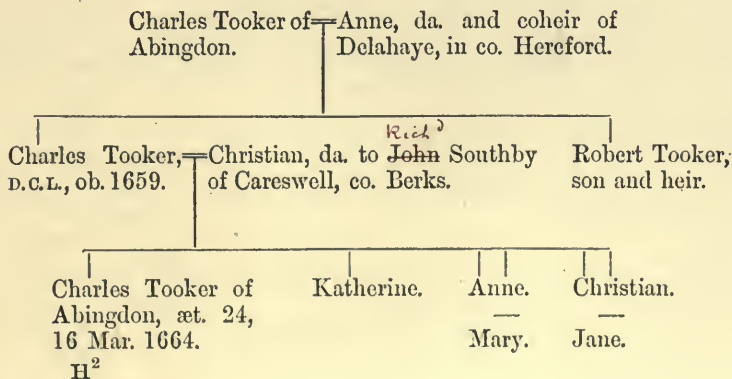 Charles Tooker of Abingdon.
Anne, da. and coheir of Delahaye, in co. Hereford.
Richd
Charles Tooker, D.C.L., ob. 1659.
Christian, da. to John Southby of Careswell, co. Berks.
Robert Tooker, son and heir.
Charles Tooker of Abingdon, æt. 24, 16 Mar. 1664.
Katherine.
Anne.
Mary.
Christian.
Jane.
H2